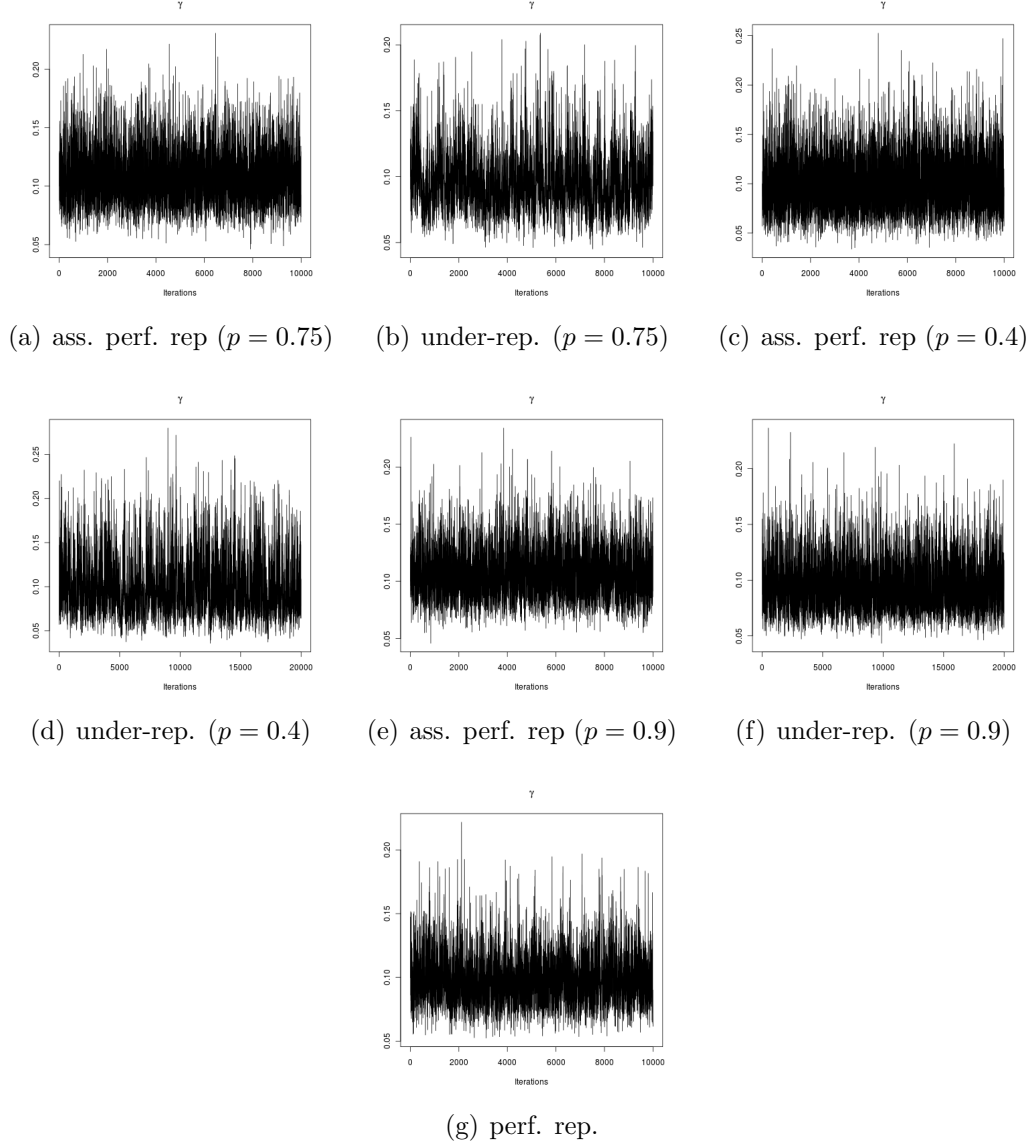 γ γ γ
0.20 0.20 0.25
0.15 0.15 0.20
0.10 0.10 0.15
0.05 0.05 0.10
0.05
0 2000 4000 6000 8000 10000 0 2000 4000 6000 8000 10000 0 2000 4000 6000 8000 10000
Iterations Iterations Iterations
(a) ass. perf. rep (p = 0.75) (b) under-rep. (p = 0.75) (c) ass. perf. rep (p = 0.4)
γ γ γ
0.25 0.20 0.20
0.20 0.15 0.15
0.15 0.10 0.10
0.10 0.05 0.05
0.05
0 5000 10000 15000 20000 0 2000 4000 6000 8000 10000 0 5000 10000 15000 20000
Iterations Iterations Iterations
(d) under-rep. (p = 0.4) (e) ass. perf. rep (p = 0.9) (f) under-rep. (p = 0.9)
γ
0.20
0.15
0.10
0.05
0 2000 4000 6000 8000 10000
Iterations
(g) perf. rep.